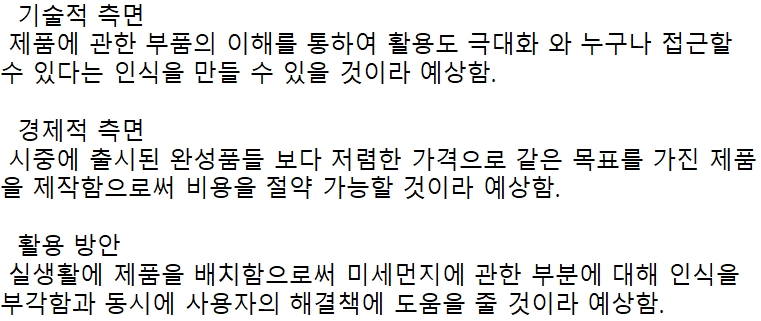 기술적 측면
제품에 관한 부품의 이해를 통하여 활용도 극대화 와 누구나 접근할
수 있다는 인식을 만들 수 있을 것이라 예상함.
경제적 측면
시중에 출시된 완성품들 보다 저렴한 가격으로 같은 목표를 가진 제품
을 제작함으로써 비용을 절약 가능할 것이라 예상함.
활용 방안
실생활에 제품을 배치함으로써 미세먼지에 관한 부분에 대해 인식을
부각함과 동시에 사용자의 해결책에 도움을 줄 것이라 예상함.